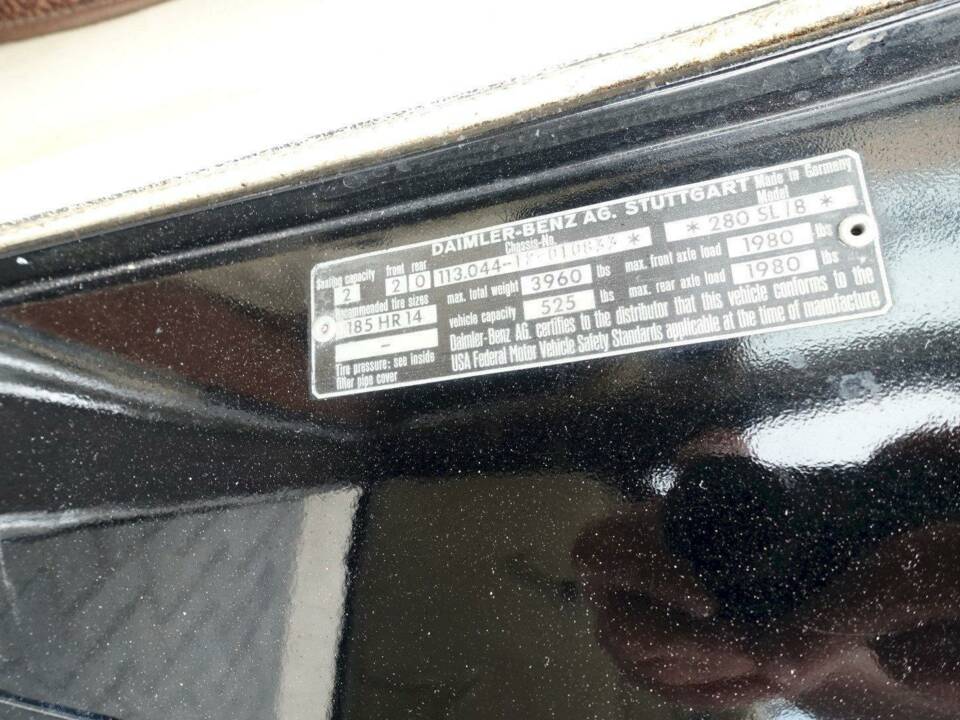 DAIMLER-BENZ AG. STUTTGART Made in Germany
Seating capacity front rear Chassis-No. Model
2 2 0 113.044-12-010833 * * 280 SL/8 *
Recommended tire sizes max. total weight 3960 lbs max. front axle load 1980 lbs
185 HR 14 vehicle capacity 525 lbs max. rear axle load 1980 lbs
– Daimler-Benz AG. certifies to the distributor that this vehicle conforms to the
Tire pressure: see inside USA Federal Motor Vehicle Safety Standards applicable at the time of manufacture
filler pipe cover